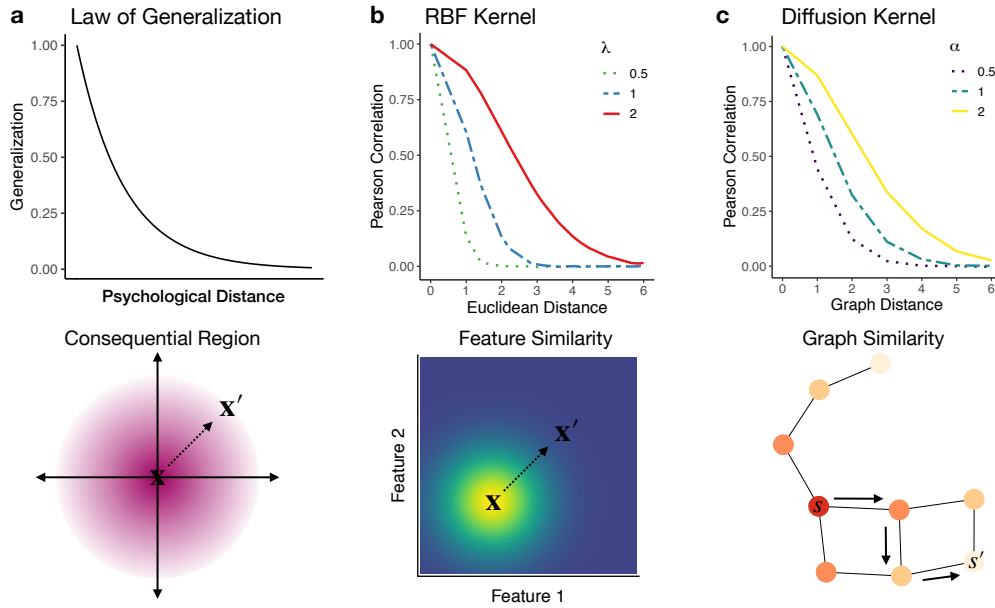 a Law of Generalization
1.00
0.75
0.50
0.25
0.00
Generalization
Psychological Distance
Consequential Region
x
x′
b RBF Kernel
1.00
0.75
0.50
0.25
0.00
Pearson Correlation
λ
0.5
1
2
0 1 2 3 4 5 6
Euclidean Distance
Feature Similarity
Feature 2
x
x′
Feature 1
c Diffusion Kernel
1.00
0.75
0.50
0.25
0.00
Pearson Correlation
α
0.5
1
2
0 1 2 3 4 5 6
Graph Distance
Graph Similarity
s
s′